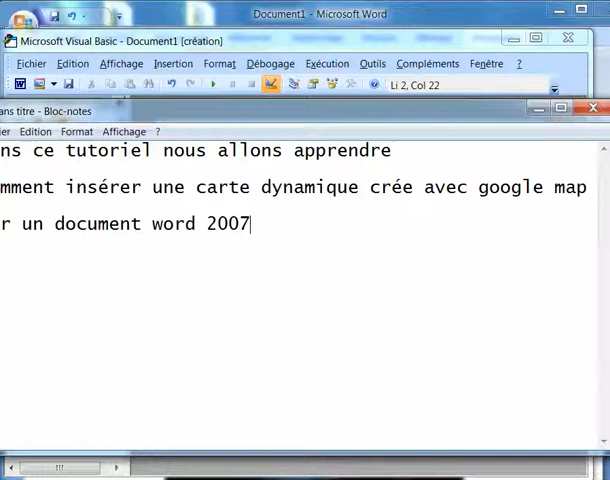 Document1 - Microsoft Word
Microsoft Visual Basic - Document1 [création]
Fichier Edition Affichage Insertion Format Débogage Exécution Outils Compléments Fenêtre ?
Li 2, Col 22
ans titre - Bloc-notes
ier Edition Format Affichage ?
ns ce tutoriel nous allons apprendre
mment insérer une carte dynamique crée avec google map
r un document word 2007